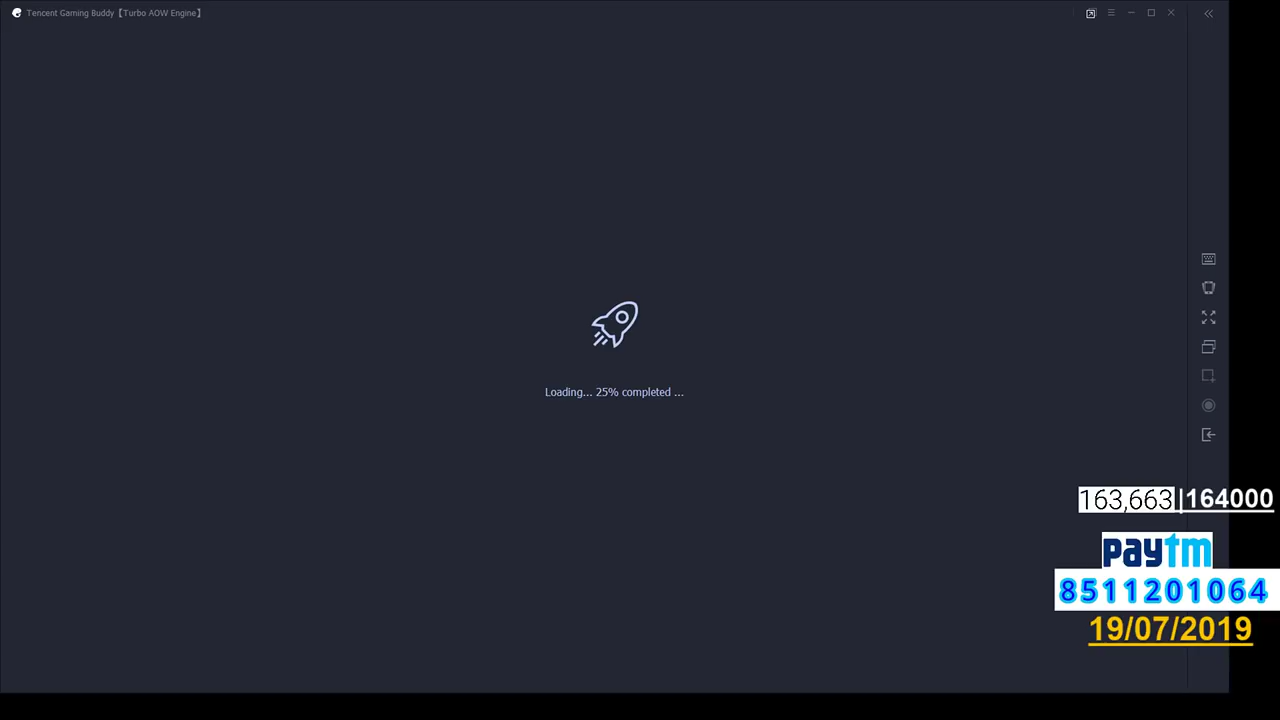 Tencent Gaming Buddy【Turbo AOW Engine】
Loading... 25% completed ...
163,663|164000
paytm
8511201064
19/07/2019